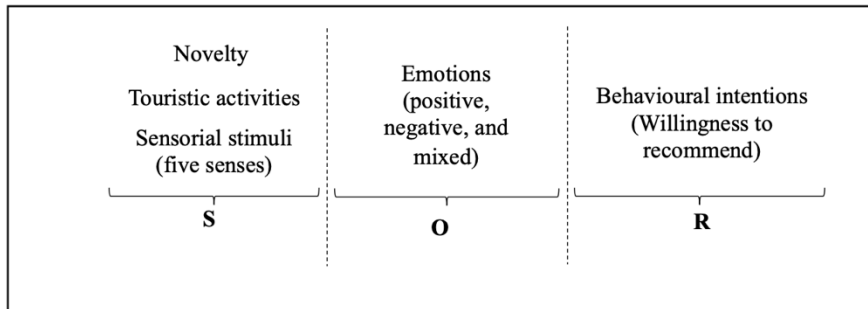 Novelty
Touristic activities
Sensorial stimuli
(five senses)
S
Emotions
(positive,
negative, and
mixed)
O
Behavioural intentions
(Willingness to
recommend)
R